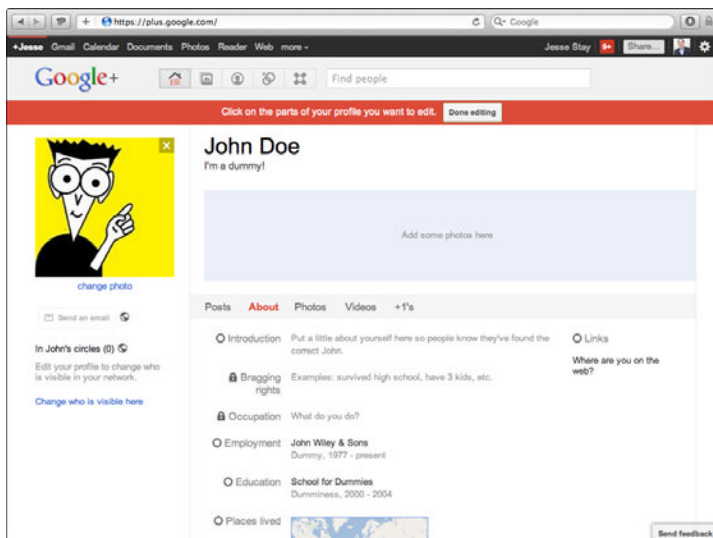 https://plus.google.com/
Google
+Jesse Gmail Calendar Documents Photos Reader Web more
Jesse Stay 9+ Share...
Google+
Find people
Click on the parts of your profile you want to edit. Done editing
John Doe
I'm a dummy!
Add some photos here
change photo
Posts About Photos Videos +1's
Send an email
Introduction Put a little about yourself here so people know they've found the
correct John.
Links
Where are you on the
web?
In John's circles (0)
Edit your profile to change who
is visible in your network.
Change who is visible here
Bragging
rights
Examples: survived high school, have 3 kids, etc.
Occupation What do you do?
Employment John Wiley & Sons
Dummy, 1977 - present
Education School for Dummies
Dumminess, 2000 - 2004
Places lived
Send feedback